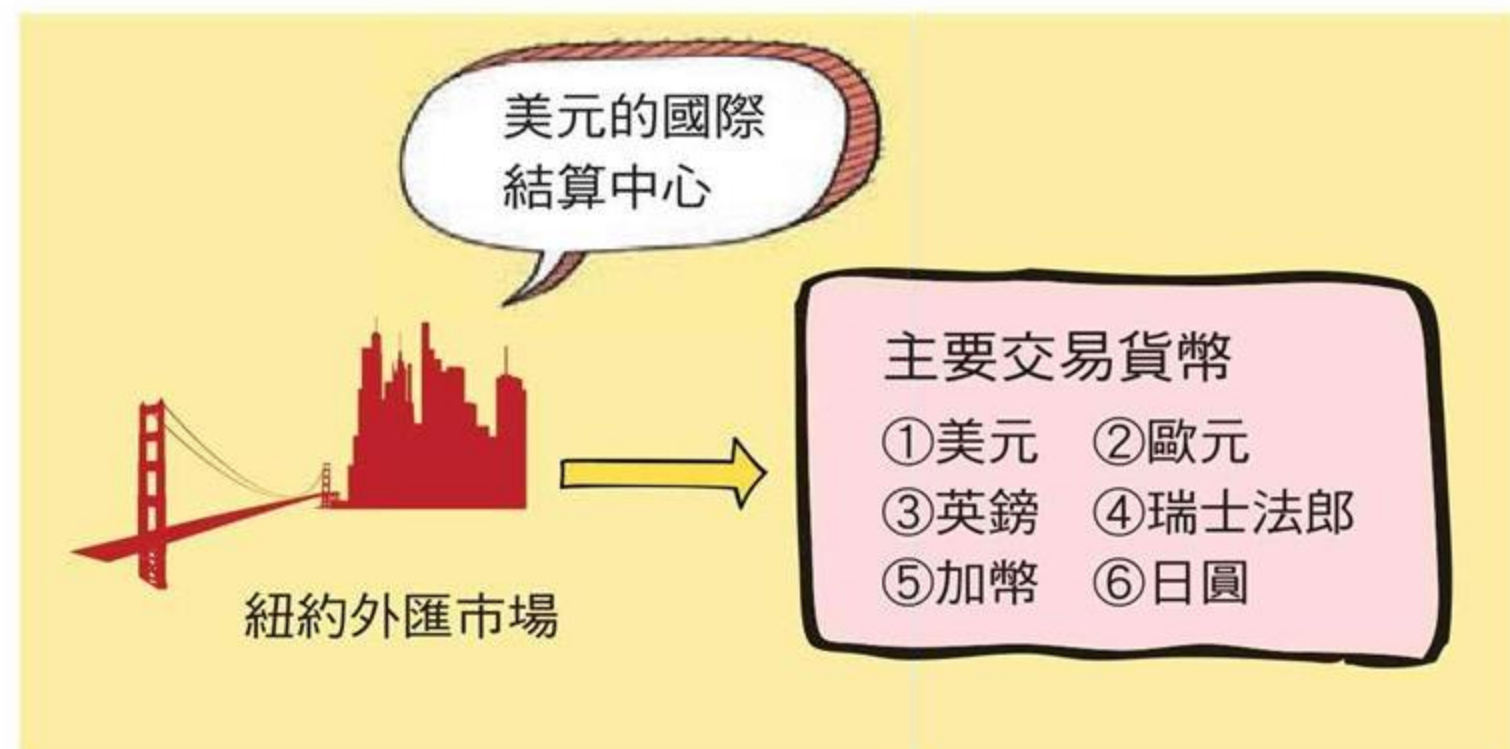 美元的國際
結算中心
紐約外匯市場
主要交易貨幣
①美元 ②歐元
③英鎊 ④瑞士法郎
⑤加幣 ⑥日圓